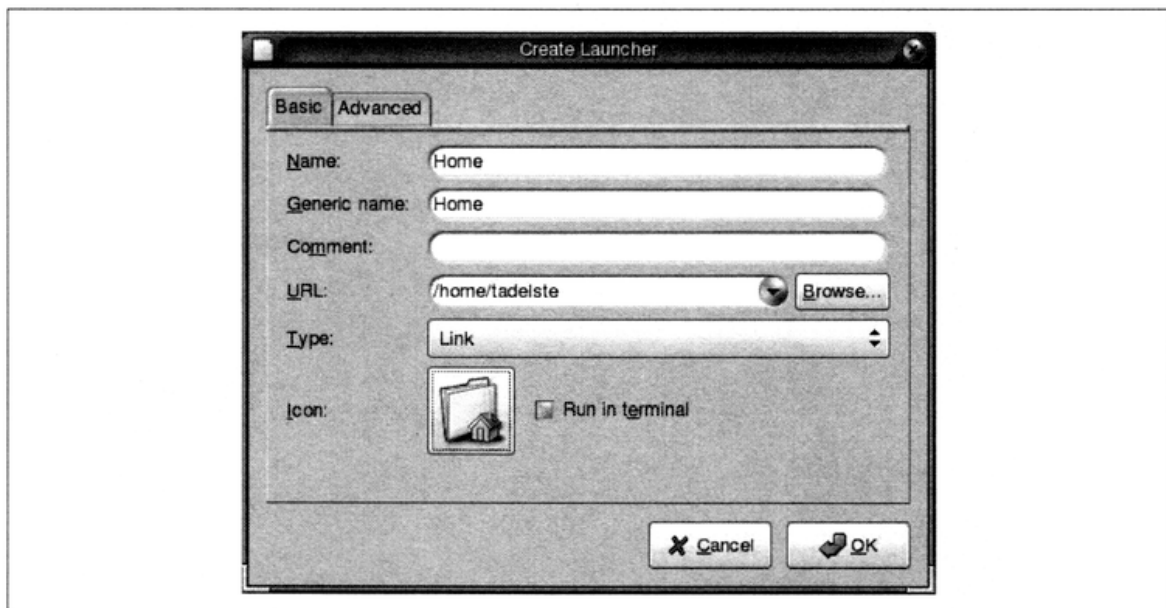 Create Launcher
Basic Advanced
Name: Home
Generic name: Home
Comment:
URL: /home/tadelste Browse...
Type: Link
Icon: Run in terminal
Cancel OK